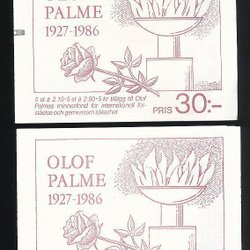 OLOF
PALME
1927-1986
5 st à 2.10+5 st à 2.90-5 kr tillägg till Olof
Palmes minnesfond för internationell för-
ståelse och gemensam säkerhet
PRIS 30:-
OLOF
PALME
1927-1986